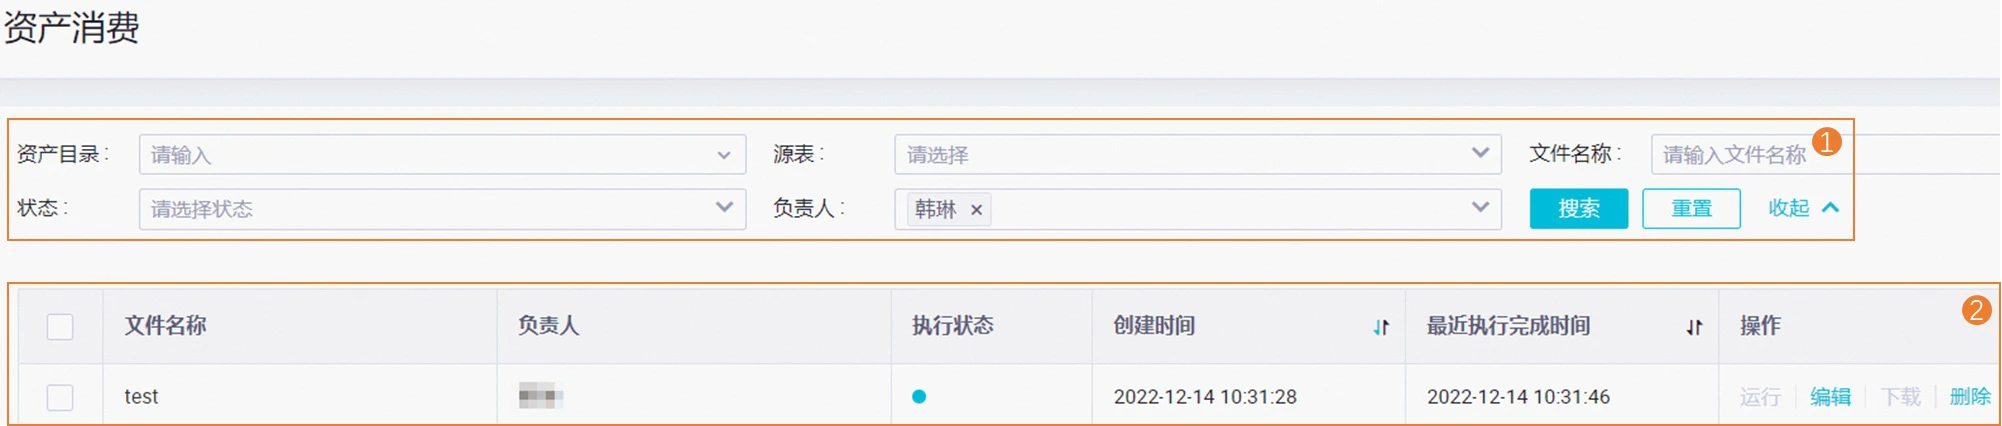 资产消费
资产目录： 请输入 源表： 请选择 文件名称： 请输入文件名称 1
状态： 请选择状态 负责人： 韩琳 × 搜索 重置 收起
文件名称 负责人 执行状态 创建时间 最近执行完成时间 操作 2
test 2022-12-14 10:31:28 2022-12-14 10:31:46 运行 编辑 下载 删除